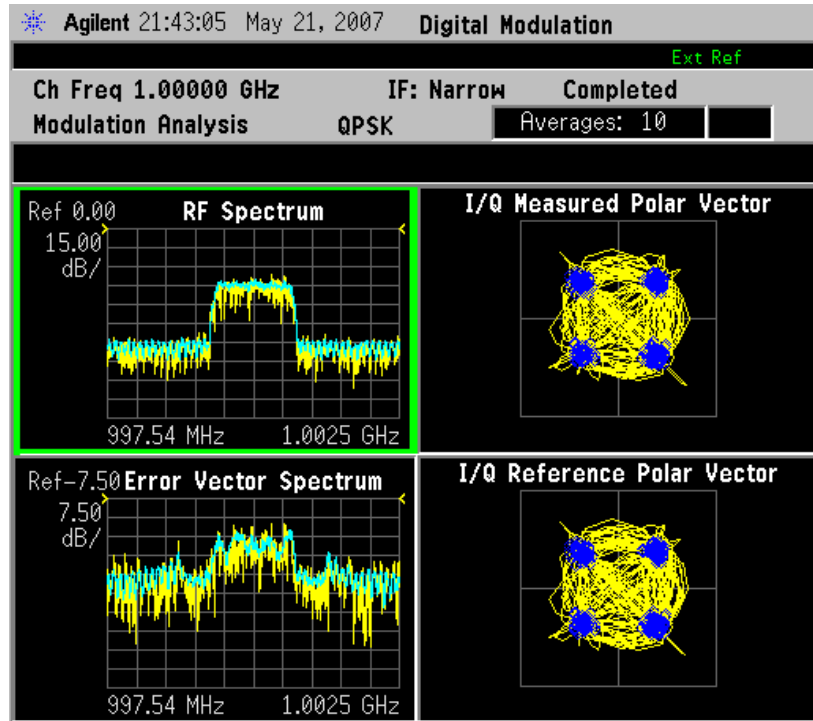 Agilent 21:43:05 May 21, 2007 Digital Modulation
Ext Ref
Ch Freq 1.00000 GHz IF: Narrow Completed
Modulation Analysis QPSK Averages: 10
Ref 0.00 RF Spectrum
15.00
dB/
997.54 MHz 1.0025 GHz
I/Q Measured Polar Vector
Ref-7.50 Error Vector Spectrum
7.50
dB/
997.54 MHz 1.0025 GHz
I/Q Reference Polar Vector